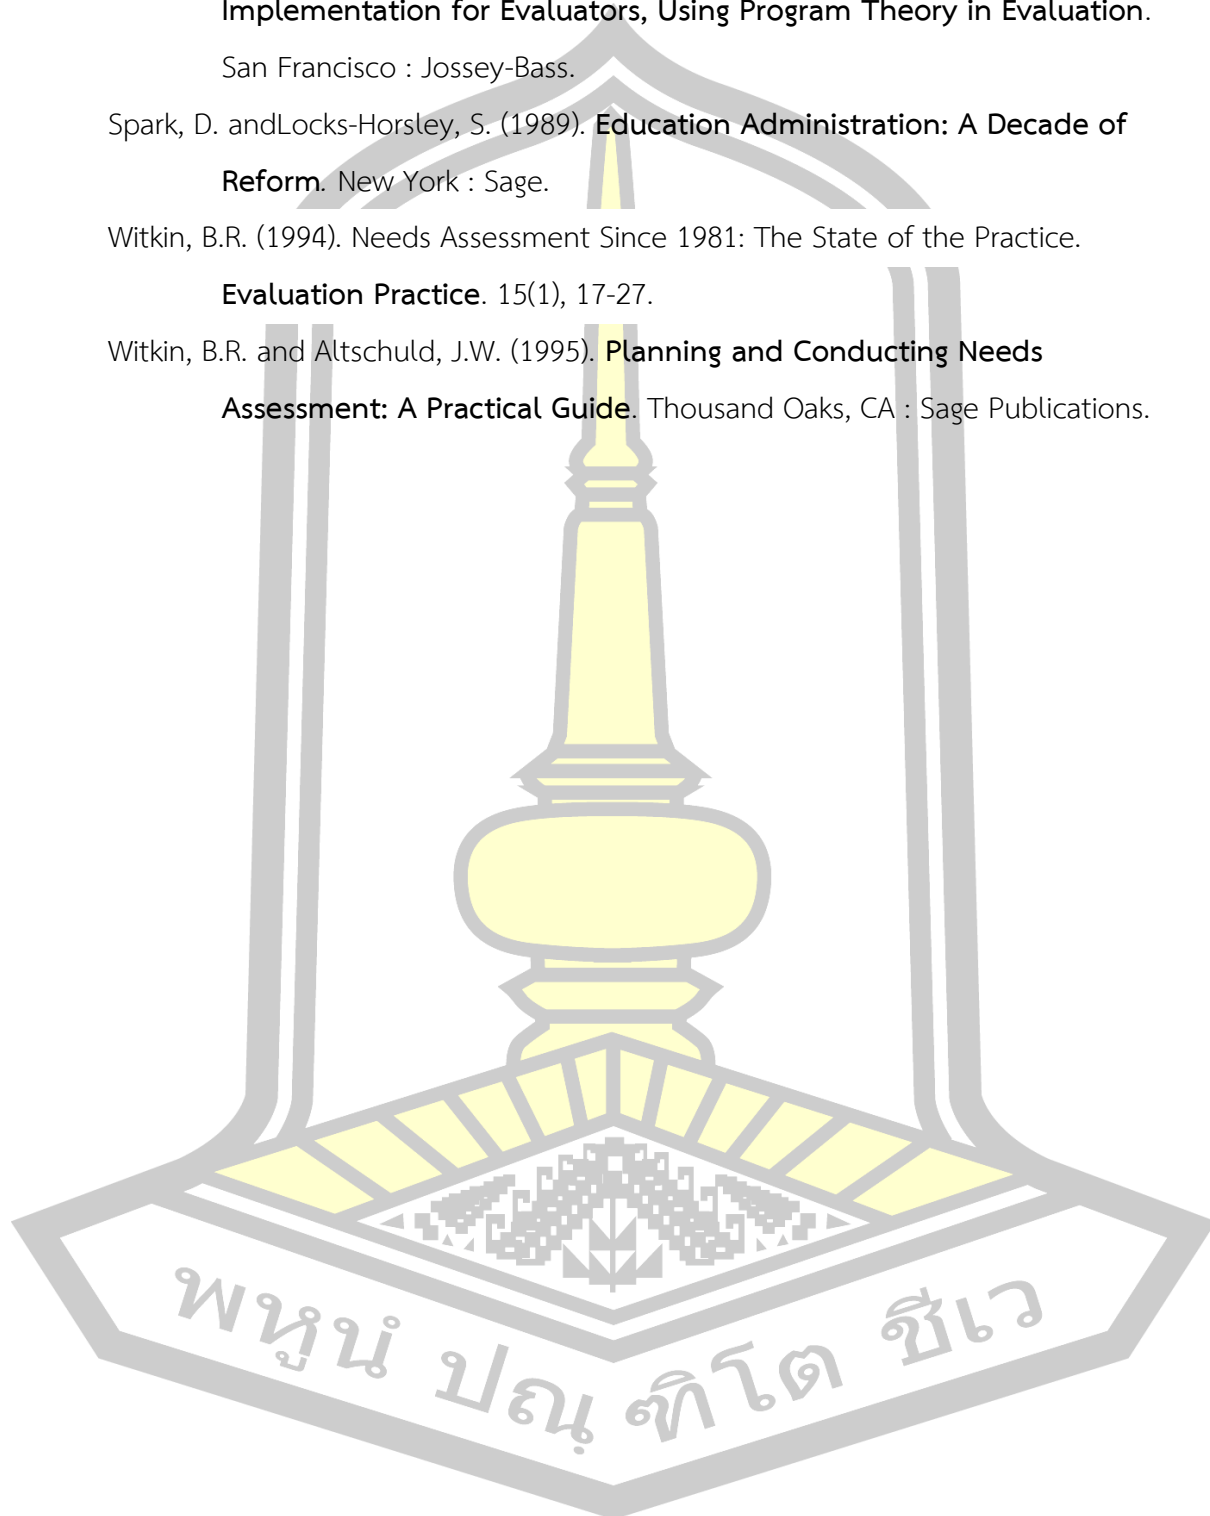 Implementation for Evaluators, Using Program Theory in Evaluation.
San Francisco : Jossey-Bass.
Spark, D. andLocks-Horsley, S. (1989). Education Administration: A Decade of
Reform. New York : Sage.
Witkin, B.R. (1994). Needs Assessment Since 1981: The State of the Practice.
Evaluation Practice. 15(1), 17-27.
Witkin, B.R. and Altschuld, J.W. (1995). Planning and Conducting Needs
Assessment: A Practical Guide. Thousand Oaks, CA : Sage Publications.
พหูนํ ปณฺ ฑิโต ชีเว